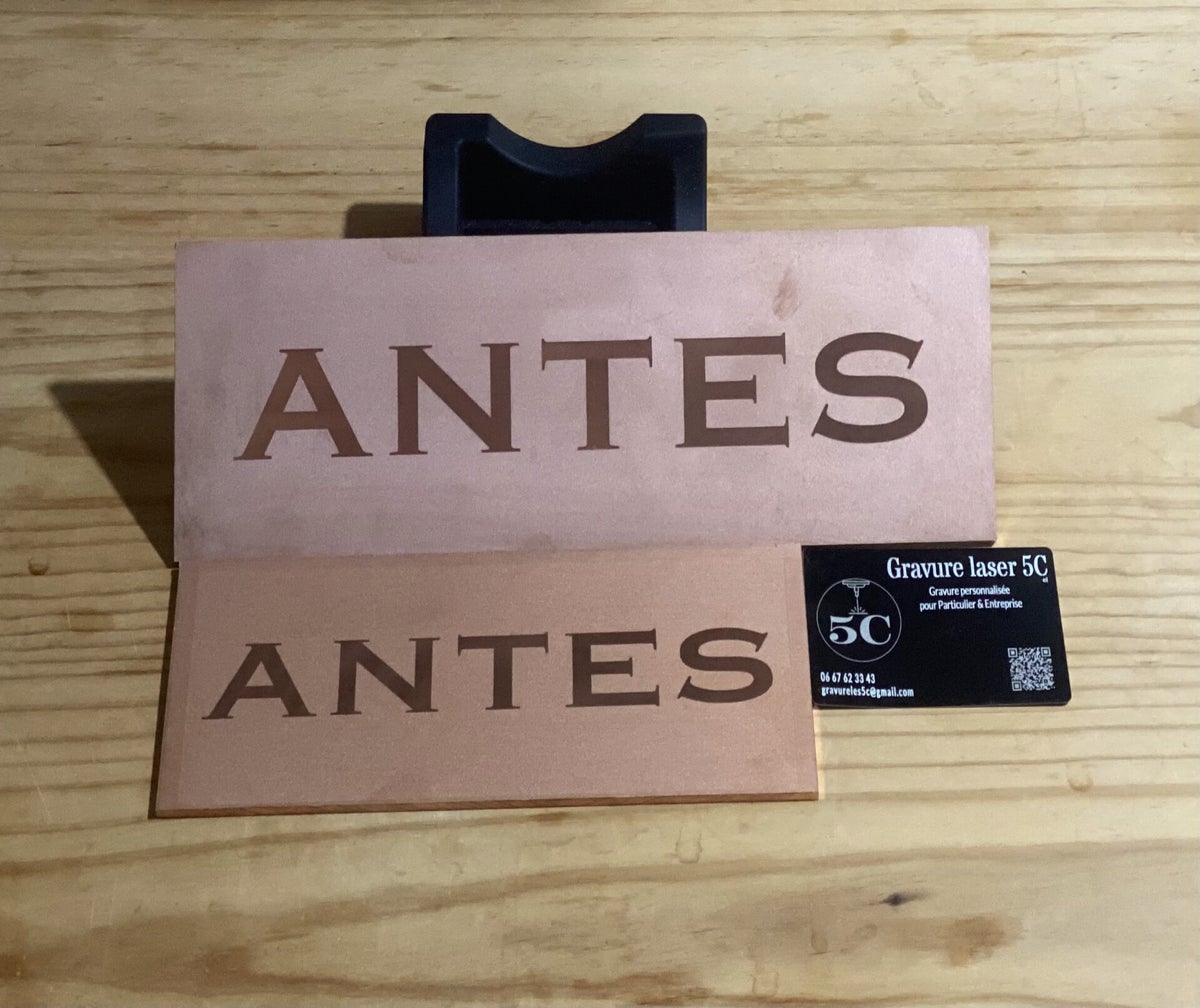 ANTES
ANTES
Gravure laser 5C
ei
Gravure personnalisée
pour Particulier & Entreprise
5C
06 67 62 33 43
gravureles5c@gmail.com